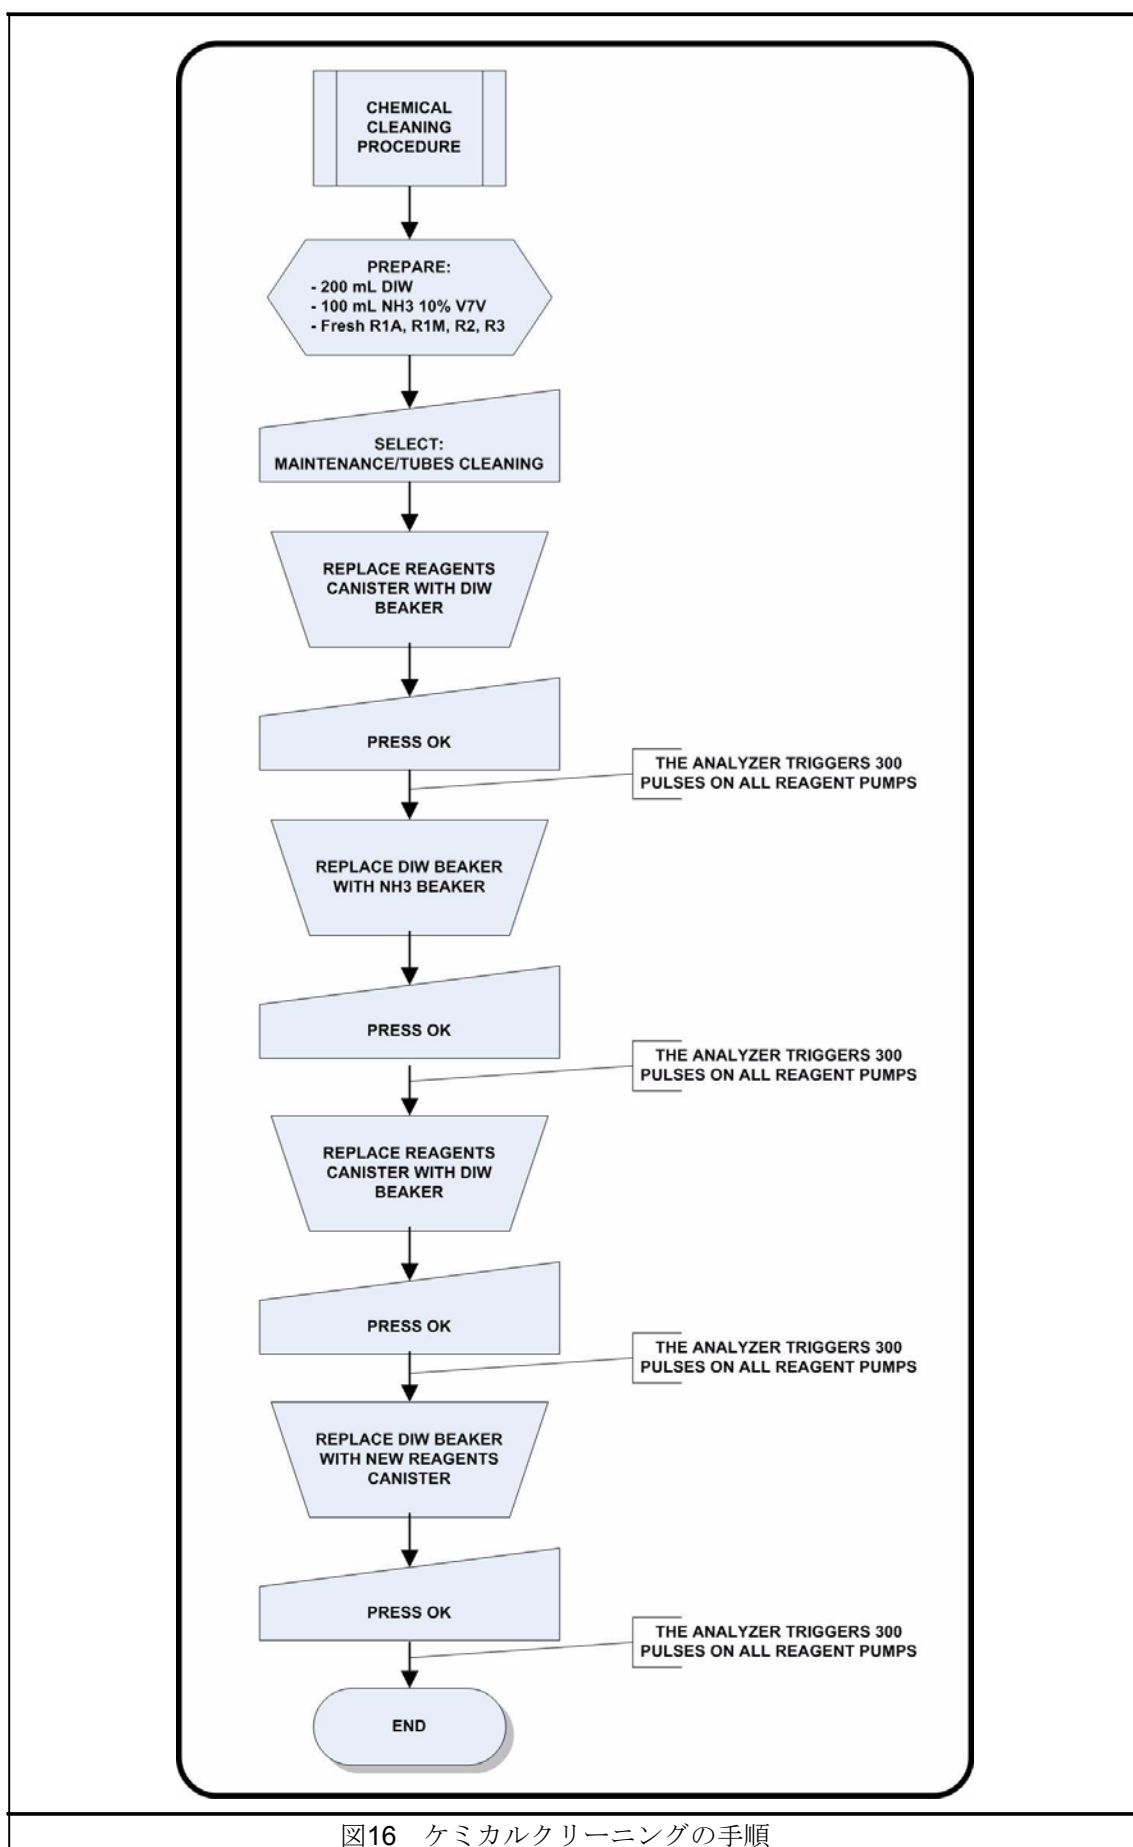 CHEMICAL
CLEANING
PROCEDURE
PREPARE:
- 200 mL DIW
- 100 mL NH3 10% V7V
- Fresh R1A, R1M, R2, R3
SELECT:
MAINTENANCE/TUBES CLEANING
REPLACE REAGENTS
CANISTER WITH DIW
BEAKER
PRESS OK
THE ANALYZER TRIGGERS 300
PULSES ON ALL REAGENT PUMPS
REPLACE DIW BEAKER
WITH NH3 BEAKER
PRESS OK
THE ANALYZER TRIGGERS 300
PULSES ON ALL REAGENT PUMPS
REPLACE REAGENTS
CANISTER WITH DIW
BEAKER
PRESS OK
THE ANALYZER TRIGGERS 300
PULSES ON ALL REAGENT PUMPS
REPLACE DIW BEAKER
WITH NEW REAGENTS
CANISTER
PRESS OK
THE ANALYZER TRIGGERS 300
PULSES ON ALL REAGENT PUMPS
END
図16 ケミカルクリーニングの手順